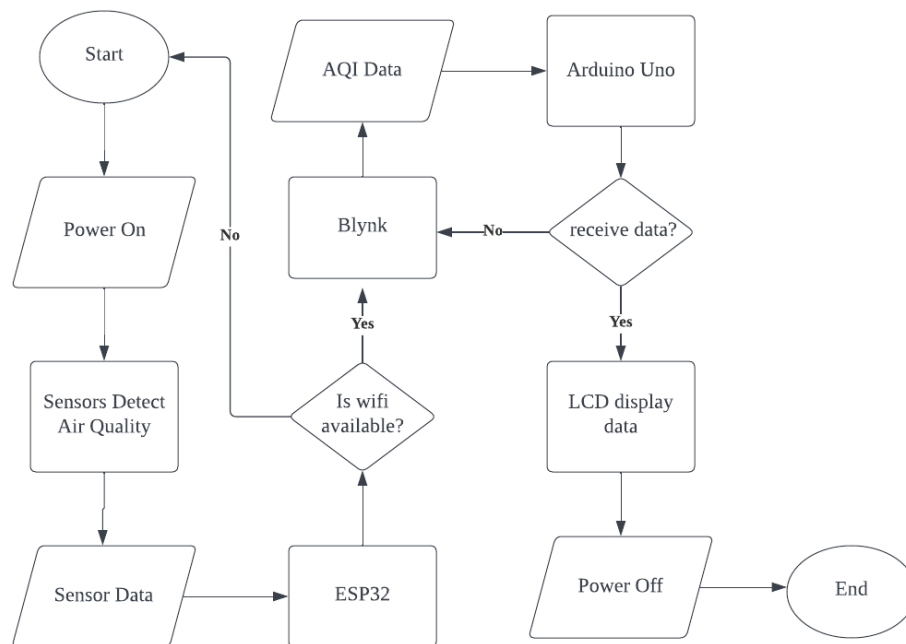 Start
Power On
Sensors Detect
Air Quality
Sensor Data
ESP32
Is wifi
available?
No
Yes
Blynk
AQI Data
Arduino Uno
receive data?
No
Yes
LCD display
data
Power Off
End